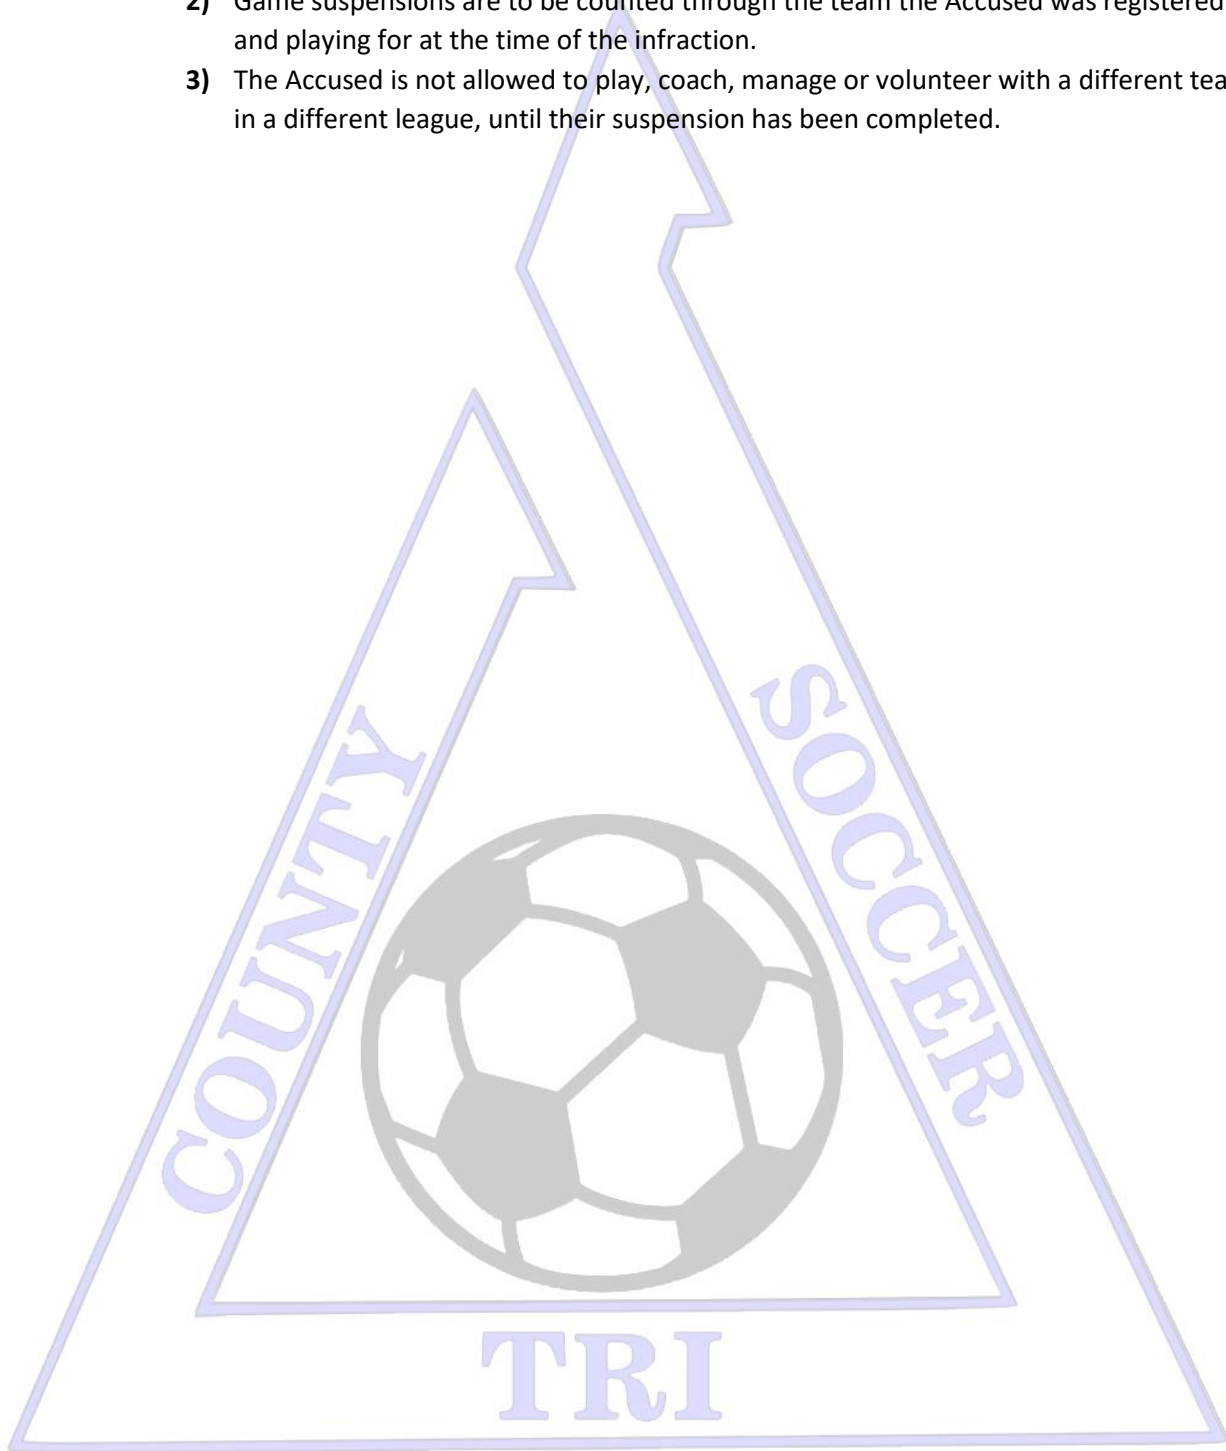 2) Game suspensions are to be counted through the team the Accused was registered
and playing for at the time of the infraction.
3) The Accused is not allowed to play, coach, manage or volunteer with a different
in a different league, until their suspension has been completed.
COUNTY
SOCCER
TRI